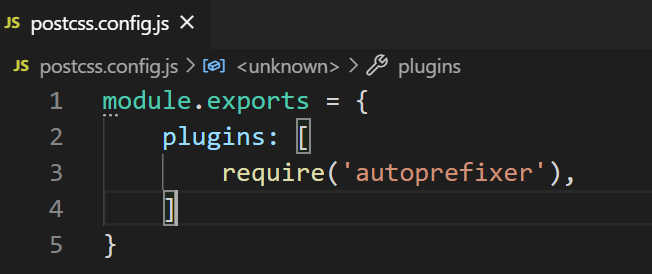 JS postcss.config.js ×
JS postcss.config.js > <unknown> > plugins
1 module.exports = {
2     plugins: [
3         require('autoprefixer'),
4     ]
5 }